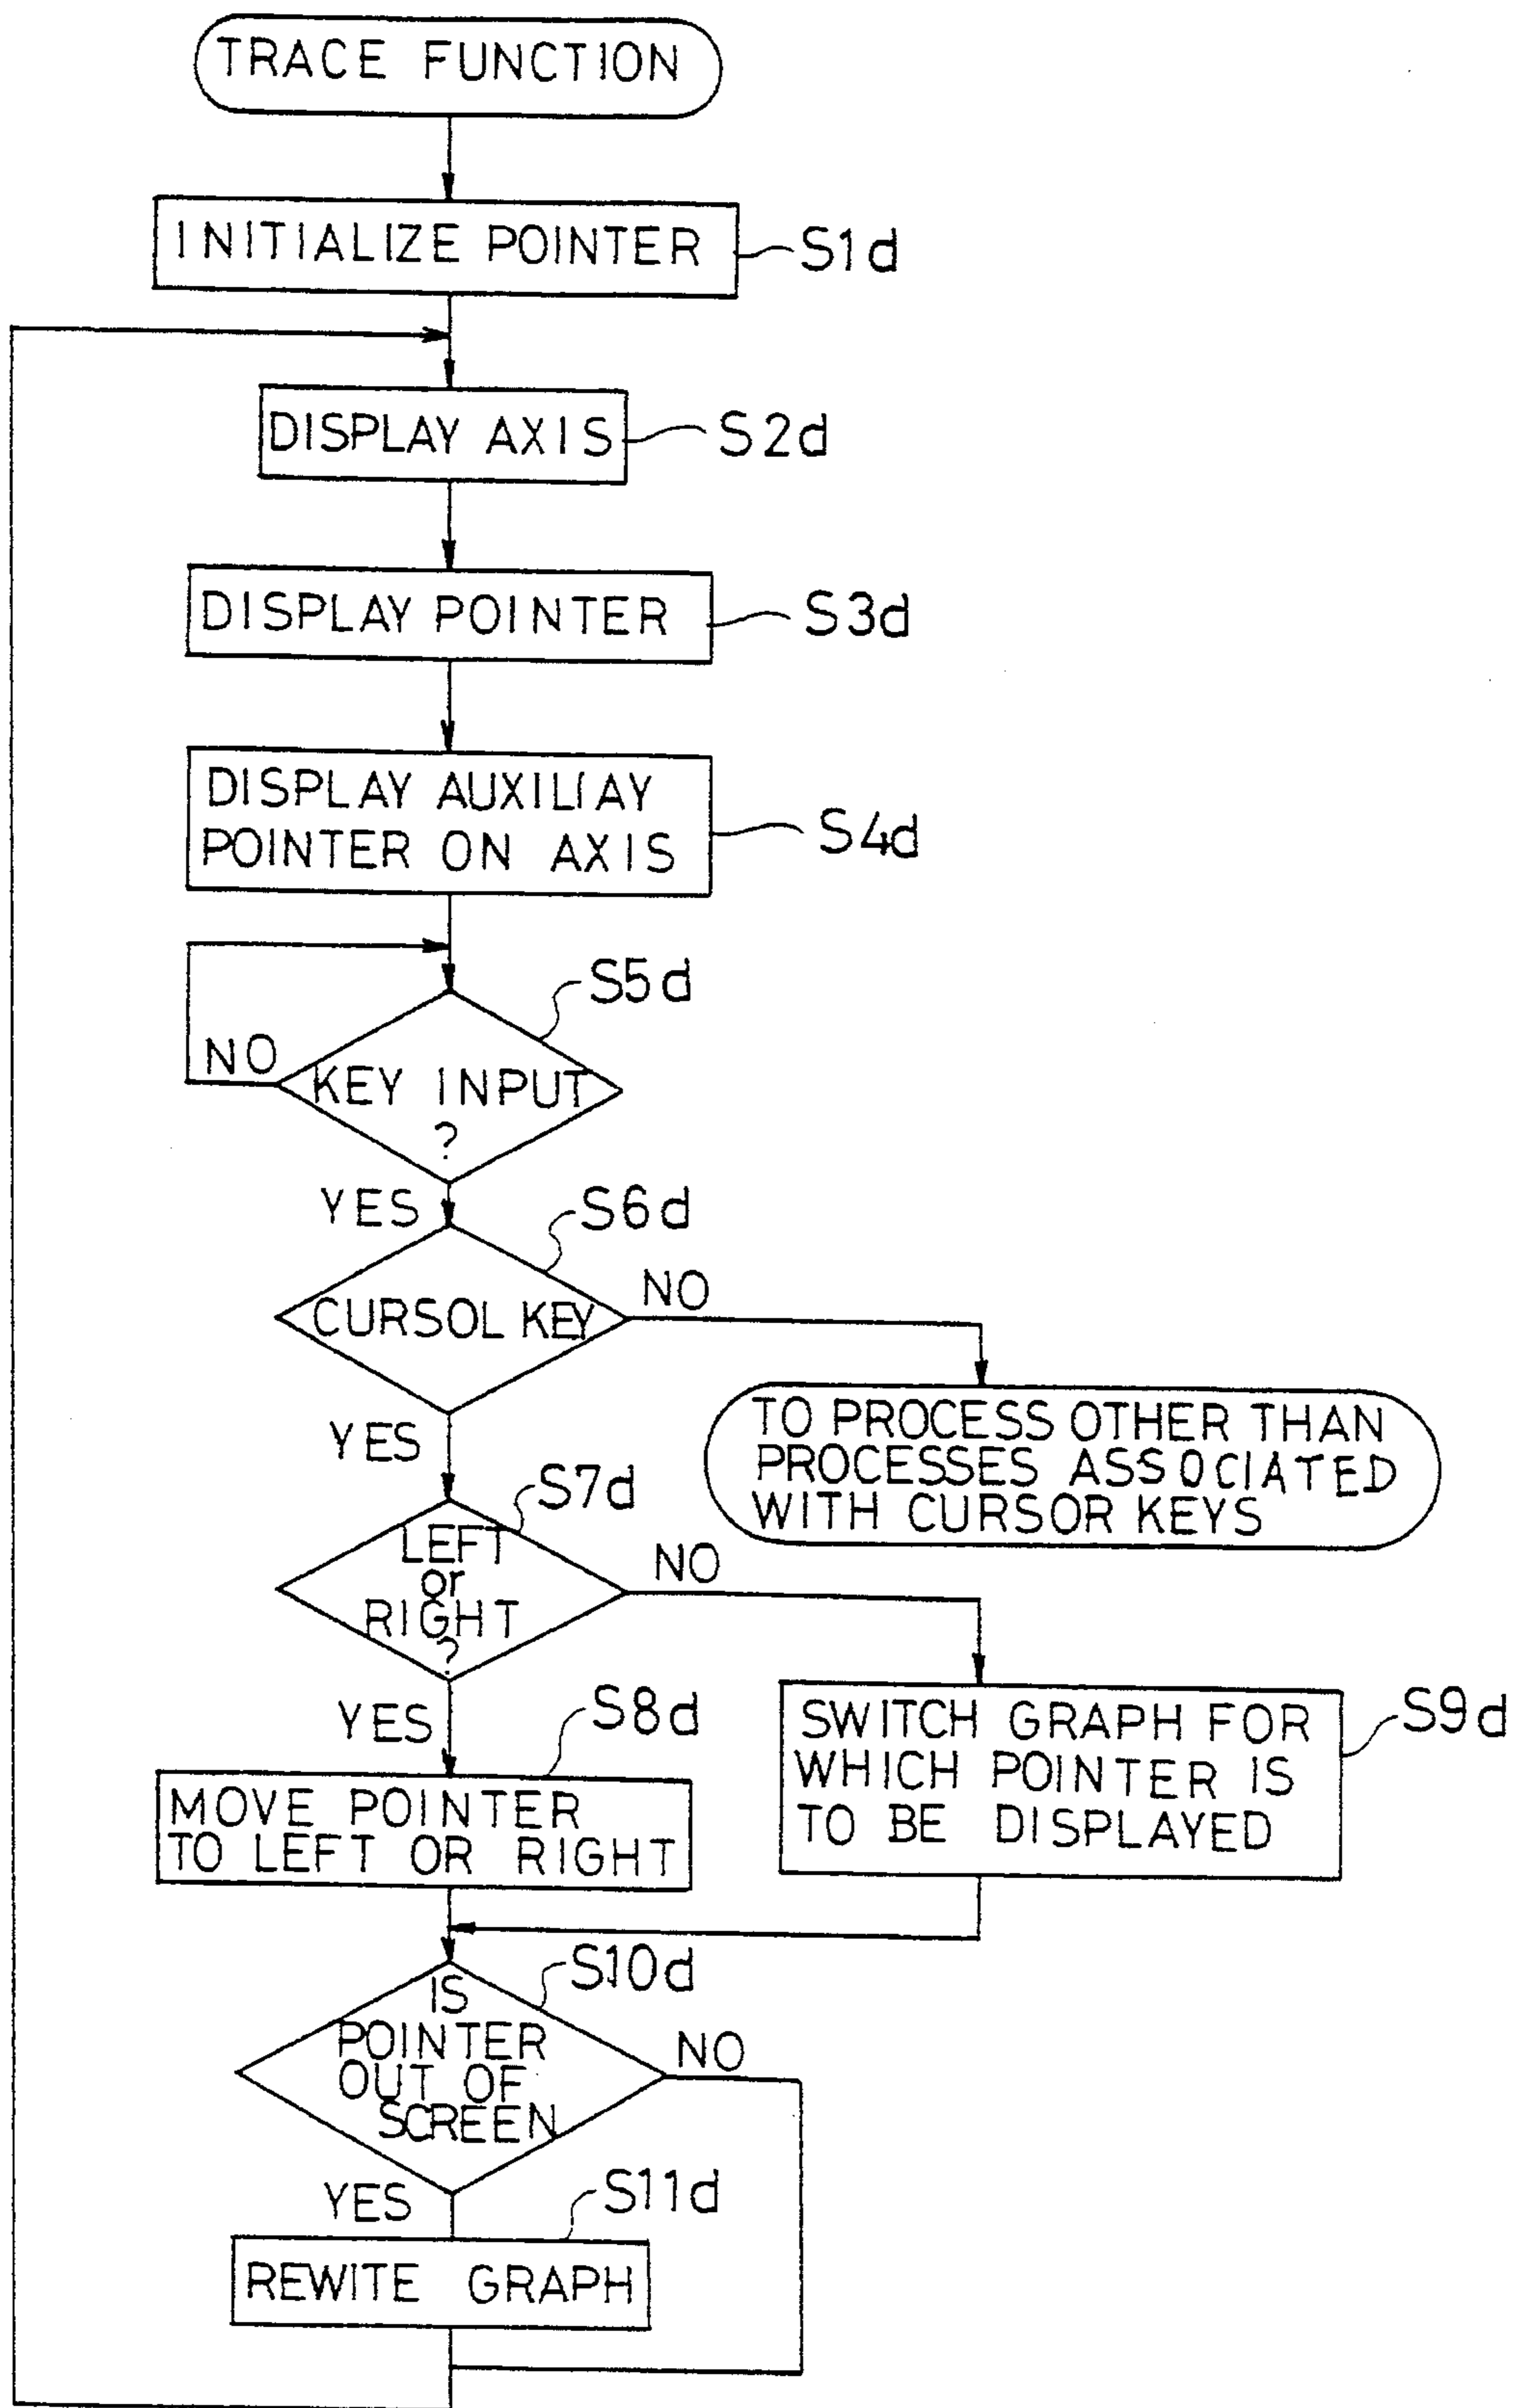 TRACE FUNCTION
INITIALIZE POINTER
S1d
DISPLAY AXIS
S2d
DISPLAY POINTER
S3d
DISPLAY AUXILIAY
POINTER ON AXIS
S4d
S5d
NO
KEY INPUT
?
YES
S6d
CURSOL KEY
NO
TO PROCESS OTHER THAN
PROCESSES ASSOCIATED
WITH CURSOR KEYS
YES
S7d
LEFT
or
RIGHT
?
NO
YES
S8d
MOVE POINTER
TO LEFT OR RIGHT
SWITCH GRAPH FOR
WHICH POINTER IS
TO BE DISPLAYED
S9d
S10d
IS
POINTER
OUT OF
SCREEN
NO
YES
S11d
REWITE GRAPH